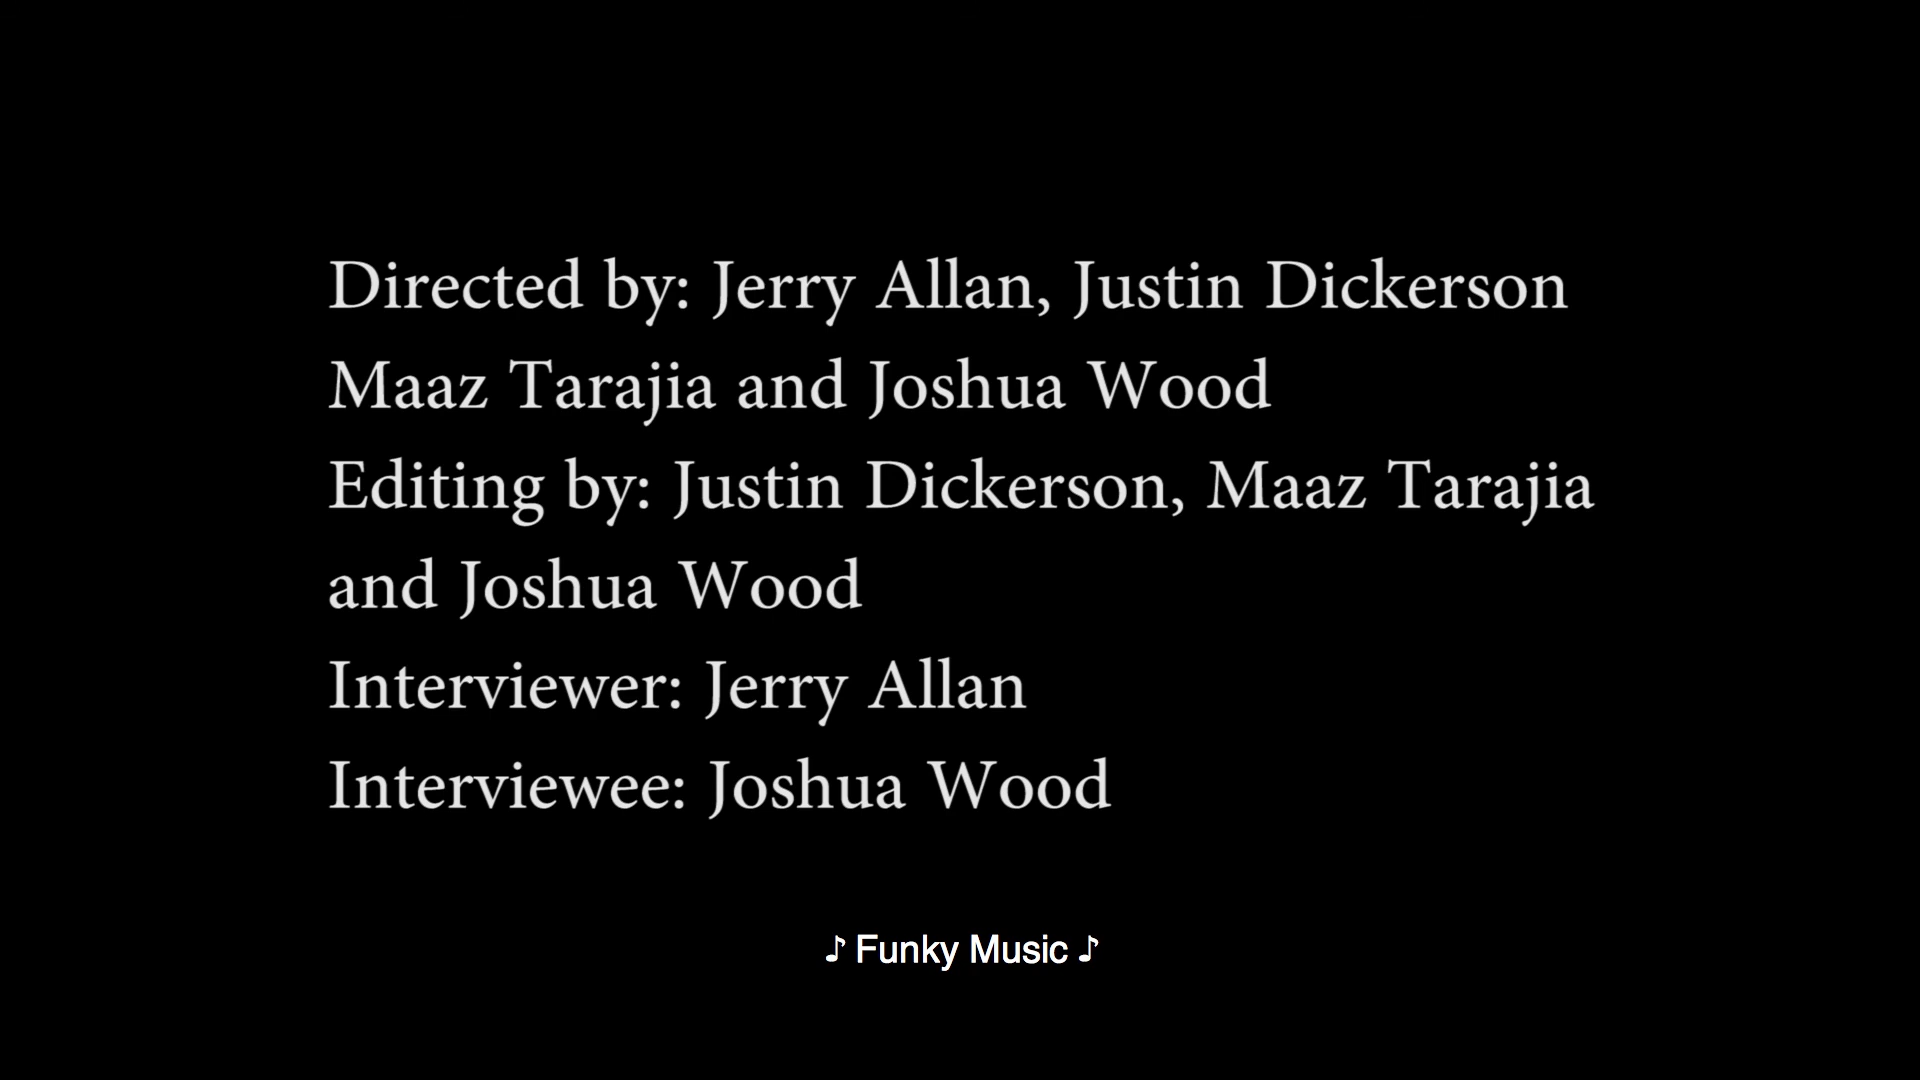 Directed by: Jerry Allan, Justin Dickerson
Maaz Tarajia and Joshua Wood
Editing by: Justin Dickerson, Maaz Tarajia
and Joshua Wood
Interviewer: Jerry Allan
Interviewee: Joshua Wood
♪ Funky Music ♪